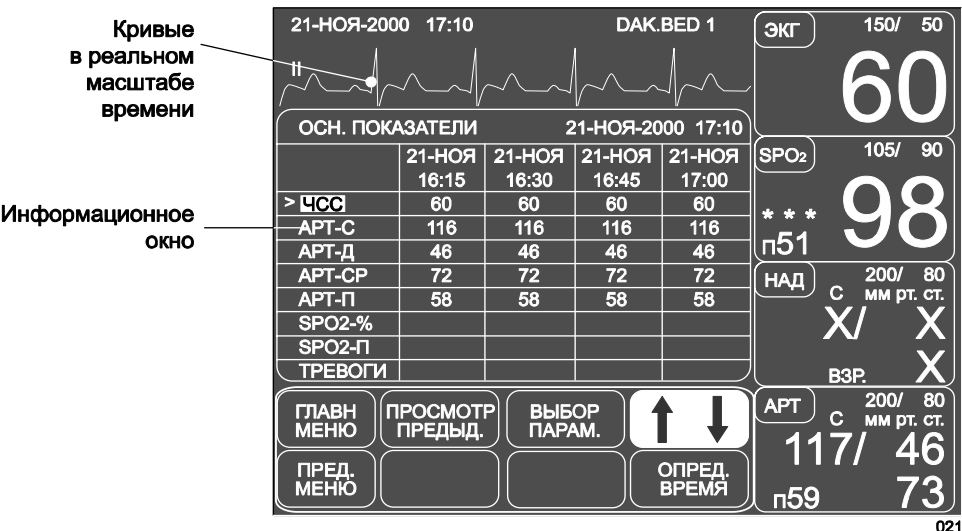 Кривые
в реальном
масштабе
времени
Информационное
окно
21-НОЯ-2000 17:10 DAK.BED 1
II
ОСН. ПОКАЗАТЕЛИ 21-НОЯ-2000 17:10
21-НОЯ 21-НОЯ 21-НОЯ 21-НОЯ
16:15 16:30 16:45 17:00
> ЧСС 60 60 60 60
АРТ-С 116 116 116 116
АРТ-Д 46 46 46 46
АРТ-СР 72 72 72 72
АРТ-П 58 58 58 58
SPO2-%
SPO2-П
ТРЕВОГИ
ГЛАВН
МЕНЮ
ПРОСМОТР
ПРЕДЫД.
ВЫБОР
ПАРАМ.
ПРЕД.
МЕНЮ
ОПРЕД.
ВРЕМЯ
ЭКГ 150/ 50
60
SPO2 105/ 90
98
* * *
п51
НАД 200/ 80
С мм рт. ст.
X/ X
ВЗР. X
АРТ 200/ 80
С мм рт. ст.
117/ 46
п59 73
021